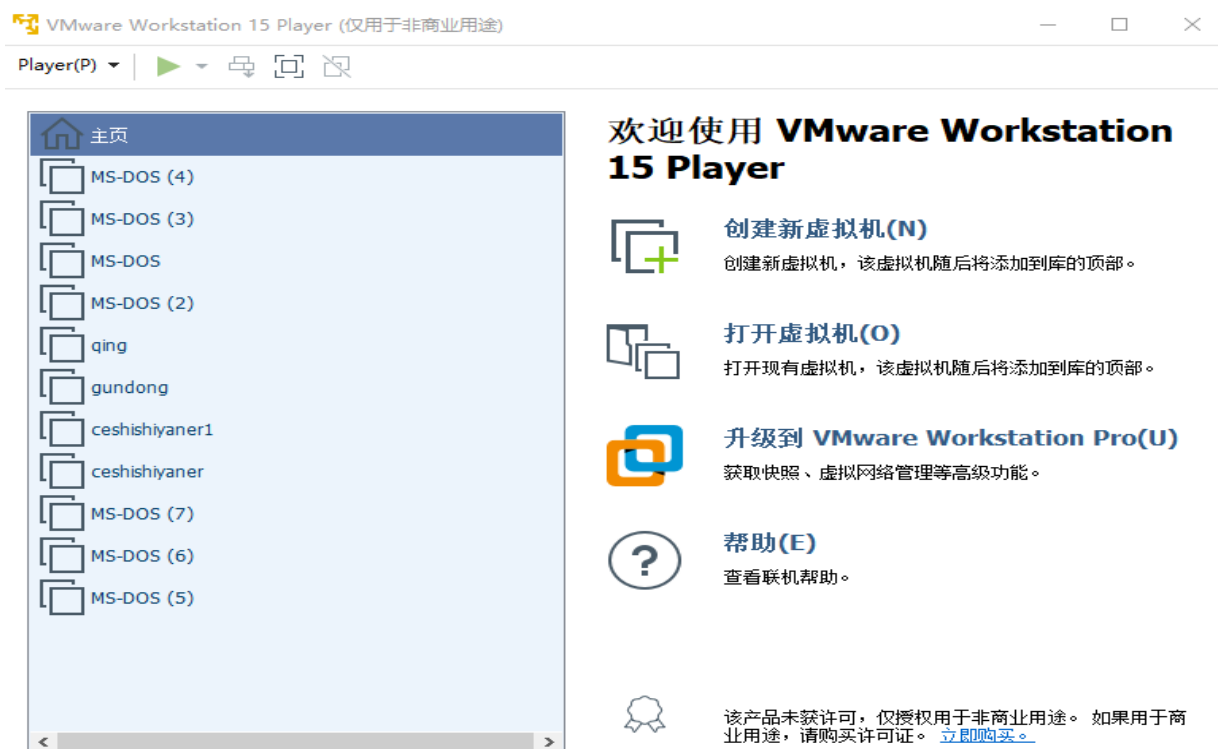 VMware Workstation 15 Player (仅用于非商业用途)
Player(P)
主页
MS-DOS (4)
MS-DOS (3)
MS-DOS
MS-DOS (2)
qing
gundong
ceshishiyaner1
ceshishiyaner
MS-DOS (7)
MS-DOS (6)
MS-DOS (5)
欢迎使用 VMware Workstation
15 Player
创建新虚拟机(N)
创建新虚拟机，该虚拟机随后将添加到库的顶部。
打开虚拟机(O)
打开现有虚拟机，该虚拟机随后将添加到库的顶部。
升级到 VMware Workstation Pro(U)
获取快照、虚拟网络管理等高级功能。
帮助(E)
查看联机帮助。
该产品未获许可，仅授权用于非商业用途。 如果用于商
业用途，请购买许可证。 立即购买。